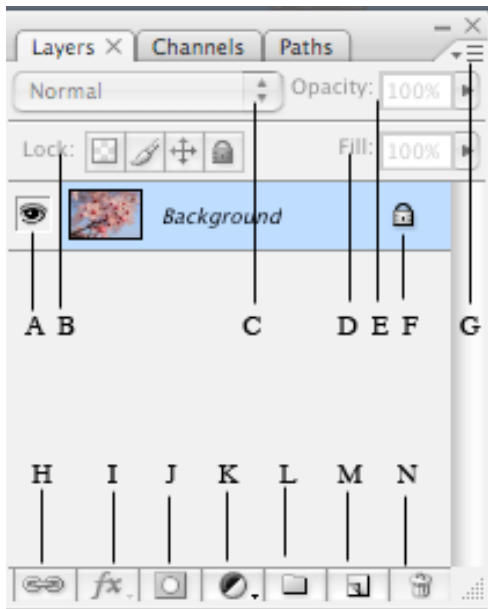 Layers × Channels Paths
Normal Opacity: 100%
Lock: Fill: 100%
Background
A B C D E F G
H I J K L M N
fx